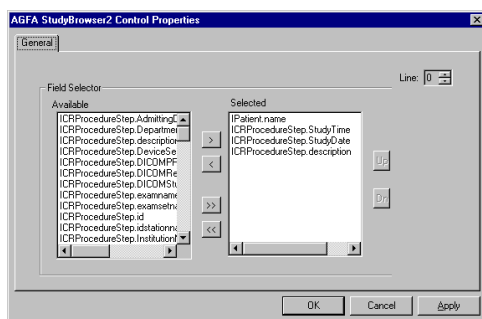 AGFA StudyBrowser2 Control Properties
General
Line: 0
Field Selector
Available
ICRProcedureStep.AdmittingD
ICRProcedureStep.Departmen
ICRProcedureStep.description
ICRProcedureStep.DeviceSe
ICRProcedureStep.DICOMPF
ICRProcedureStep.DICOMRe
ICRProcedureStep.DICOMStu
ICRProcedureStep.examname
ICRProcedureStep.examsetna
ICRProcedureStep.id
ICRProcedureStep.idstationna
ICRProcedureStep.Institution
>
<
>>
<<
Selected
IPatient.name
ICRProcedureStep.StudyTime
ICRProcedureStep.StudyDate
ICRProcedureStep.description
Up
Dn
OK
Cancel
Apply